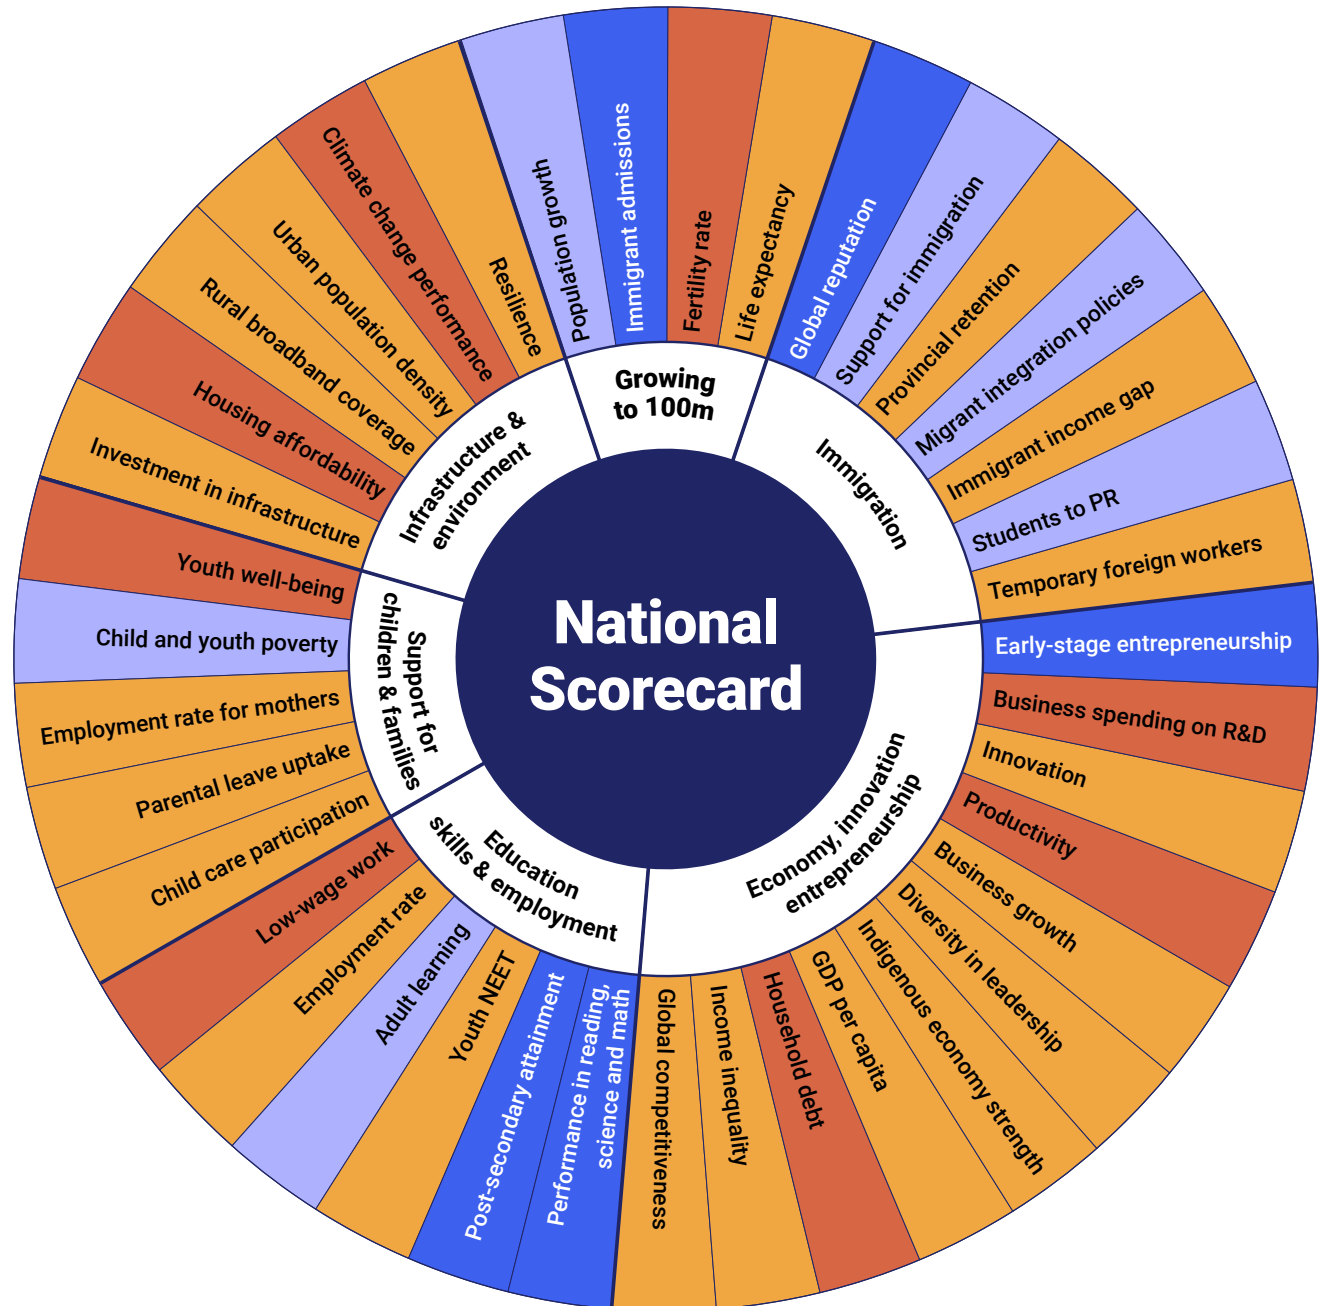 National
Scorecard
Growing
to 100m
Population growth
Immigrant admissions
Fertility rate
Life expectancy
Immigration
Global reputation
Support for immigration
Provincial retention
Migrant integration policies
Immigrant income gap
Students to PR
Temporary foreign workers
Economy, innovation
entrepreneurship
Early-stage entrepreneurship
Business spending on R&D
Innovation
Productivity
Business growth
Diversity in leadership
Indigenous economy strength
GDP per capita
Household debt
Income inequality
Global competitiveness
Education
skills & employment
Performance in reading,
science and math
Post-secondary attainment
Youth NEET
Adult learning
Employment rate
Low-wage work
Support for
children & families
Child care participation
Parental leave uptake
Employment rate for mothers
Child and youth poverty
Youth well-being
Infrastructure &
environment
Investment in infrastructure
Housing affordability
Rural broadband coverage
Urban population density
Climate change performance
Resilience